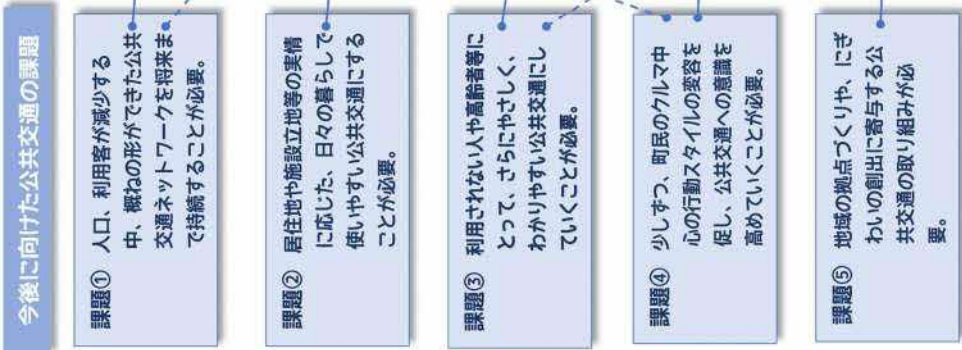 今後に向けた公共交通の課題
課題① 人口、利用客が減少する
中、概ねの形ができた公共
交通ネットワークを将来ま
で持続することが必要。
課題② 居住地や施設立地等の実情
に応じた、日々の暮らしで
使いやすい公共交通にする
ことが必要。
課題③ 利用されない人や高齢者等に
とって、さらにやさしく、
わかりやすい公共交通にし
ていくことが必要。
課題④ 少しずつ、町民のクルマ中
心の行動スタイルの変容を
促し、公共交通への意識を
高めていくことが必要。
課題⑤ 地域の拠点づくりや、にぎ
わいの創出に寄与する公
共交通の取り組みが必
要。